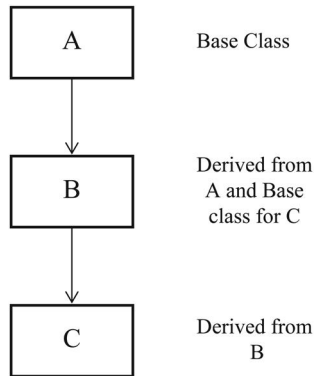 A
Base Class
B
Derived from
A and Base
class for C
C
Derived from
B